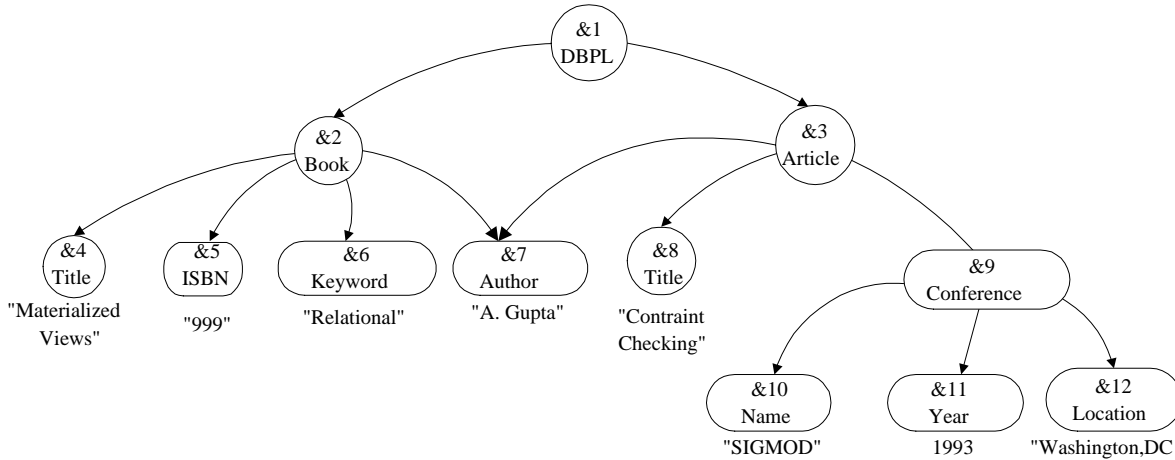 &1
DBPL
&2
Book
&3
Article
&4
Title
&5
ISBN
&6
Keyword
&7
Author
&8
Title
&9
Conference
"Materialized
Views"
"999"
"Relational"
"A. Gupta"
"Contraint
Checking"
&10
Name
&11
Year
&12
Location
"SIGMOD"
1993
"Washington,DC